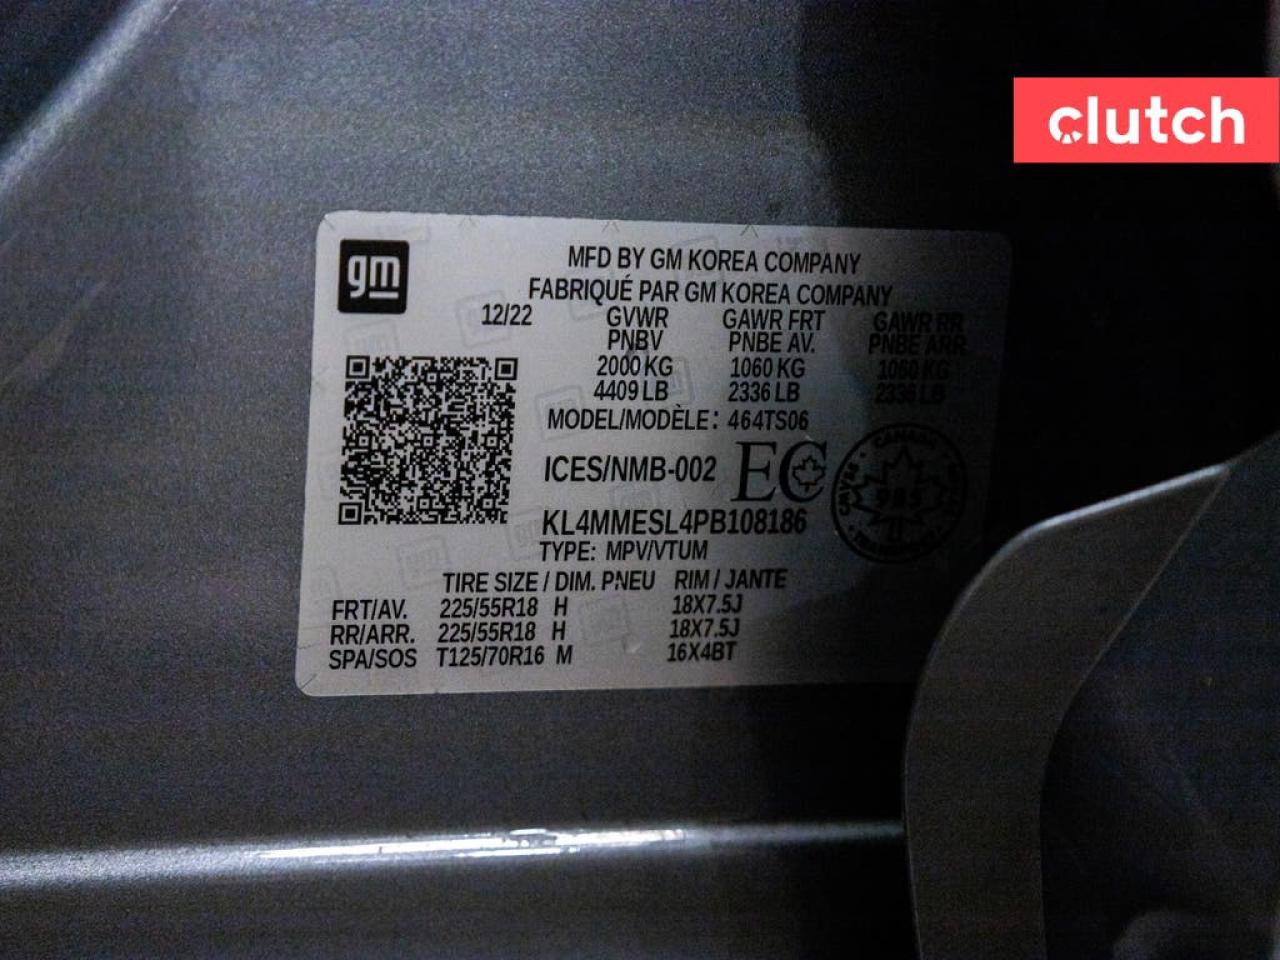 clutch
gm
MFD BY GM KOREA COMPANY
FABRIQUÉ PAR GM KOREA COMPANY
12/22 GVWR GAWR FRT GAWR RR
PNBV PNBE AV. PNBE ARR.
2000 KG 1060 KG 1060 KG
4409 LB 2336 LB 2336 LB
MODEL/MODÈLE: 464TS06
ICES/NMB-002 EC
CANADA
985
KL4MMESL4PB108186
TYPE: MPV/VTUM
TIRE SIZE / DIM. PNEU RIM / JANTE
FRT/AV. 225/55R18 H 18X7.5J
RR/ARR. 225/55R18 H 18X7.5J
SPA/SOS T125/70R16 M 16X4BT